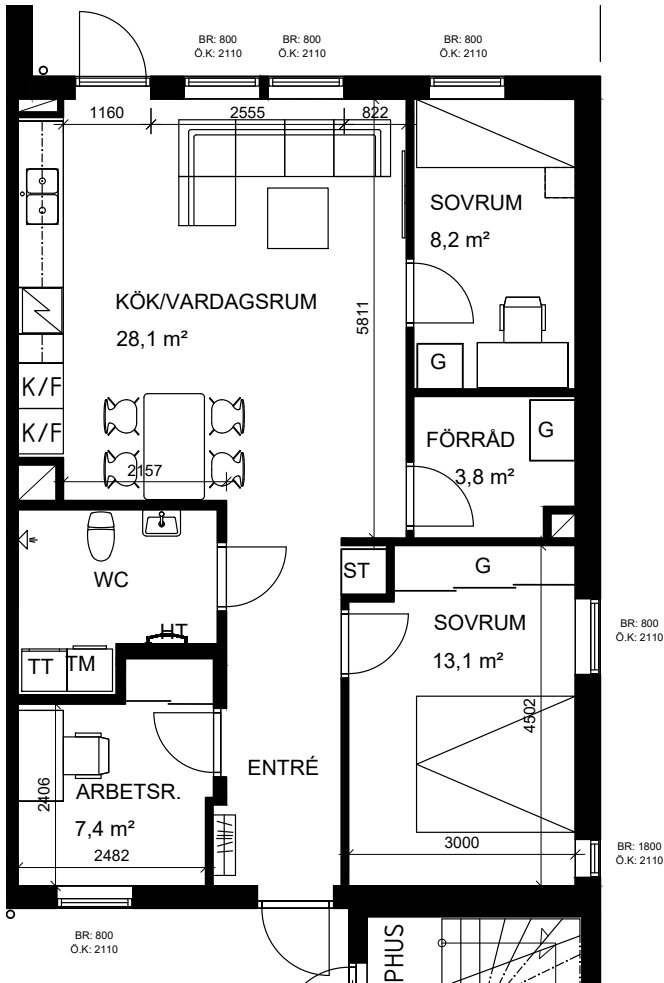 BR: 800
Ö.K: 2110
BR: 800
Ö.K: 2110
BR: 800
Ö.K: 2110
1160
2555
822
SOVRUM
8,2 m²
KÖK/VARDAGSRUM
28,1 m²
5811
G
K/F
K/F
FÖRRÅD
3,8 m²
G
2157
WC
ST
G
SOVRUM
13,1 m²
BR: 800
Ö.K: 2110
HT
TT
TM
4502
ENTRÉ
ARBETSR.
7,4 m²
2406
2482
3000
BR: 1800
Ö.K: 2110
BR: 800
Ö.K: 2110
PHUS